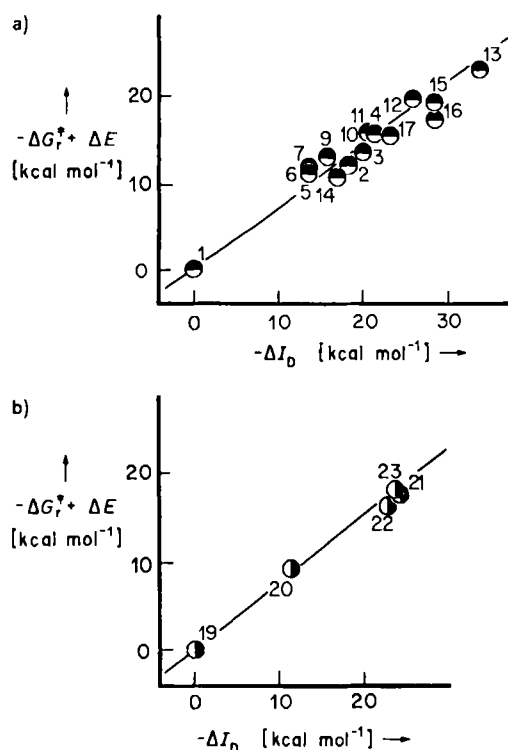 a)
20
10
0
-ΔG_r^* + ΔE
[kcal mol⁻¹]
1
7
6
5
9
14
10
11
4
2
3
12
17
15
16
13
0 10 20 30
-ΔI_D [kcal mol⁻¹] →
b)
20
10
0
-ΔG_r^* + ΔE
[kcal mol⁻¹]
19
20
23
21
22
0 10 20
-ΔI_D [kcal mol⁻¹] →